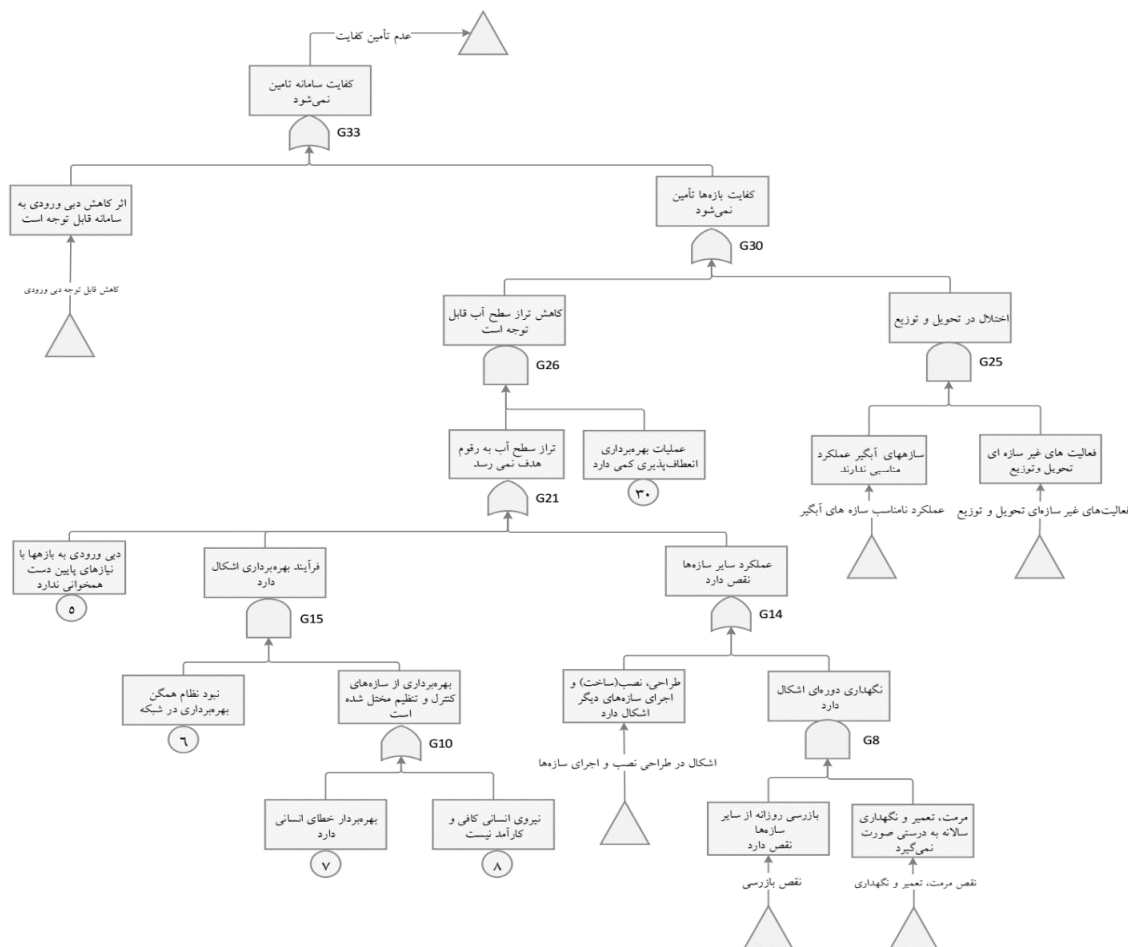 عدم تأمین کفایت
کفایت سامانه تامین
نمی‌شود
G33
اثر کاهش دبی ورودی به
سامانه قابل توجه است
کفایت بازه‌ها تأمین
نمی‌شود
G30
کاهش قابل توجه دبی ورودی
کاهش تراز سطح آب قابل
توجه است
G26
اختلال در تحویل و توزیع
G25
تراز سطح آب به رقوم
هدف نمی رسد
G21
عملیات بهره‌برداری
انعطاف‌پذیری کمی دارد
۳۰
سازه‌های آبگیر عملکرد
مناسبی ندارند
فعالیت های غیر سازه ای
تحویل وتوزیع
عملکرد نامناسب سازه های آبگیر
فعالیت‌های غیر سازه‌ای تحویل و توزیع
دبی ورودی به بازه‌ها با
نیازهای پایین دست
همخوانی ندارد
۵
فرآیند بهره‌برداری اشکال
دارد
G15
عملکرد سایر سازه‌ها
نقص دارد
G14
نبود نظام همگن
بهره‌برداری در شبکه
۶
بهره‌برداری از سازه‌های
کنترل و تنظیم مختل شده
است
G10
طراحی، نصب(ساخت) و
اجرای سازه‌های دیگر
اشکال دارد
نگهداری دوره‌ای اشکال
دارد
G8
اشکال در طراحی نصب و اجرای سازه‌ها
بهره‌بردار خطای انسانی
دارد
۷
نیروی انسانی کافی و
کارآمد نیست
۸
بازرسی روزانه از سایر
سازه‌ها
نقص دارد
مرمت، تعمیر و نگهداری
سالانه به درستی صورت
نمی‌گیرد
نقص بازرسی
نقص مرمت، تعمیر و نگهداری